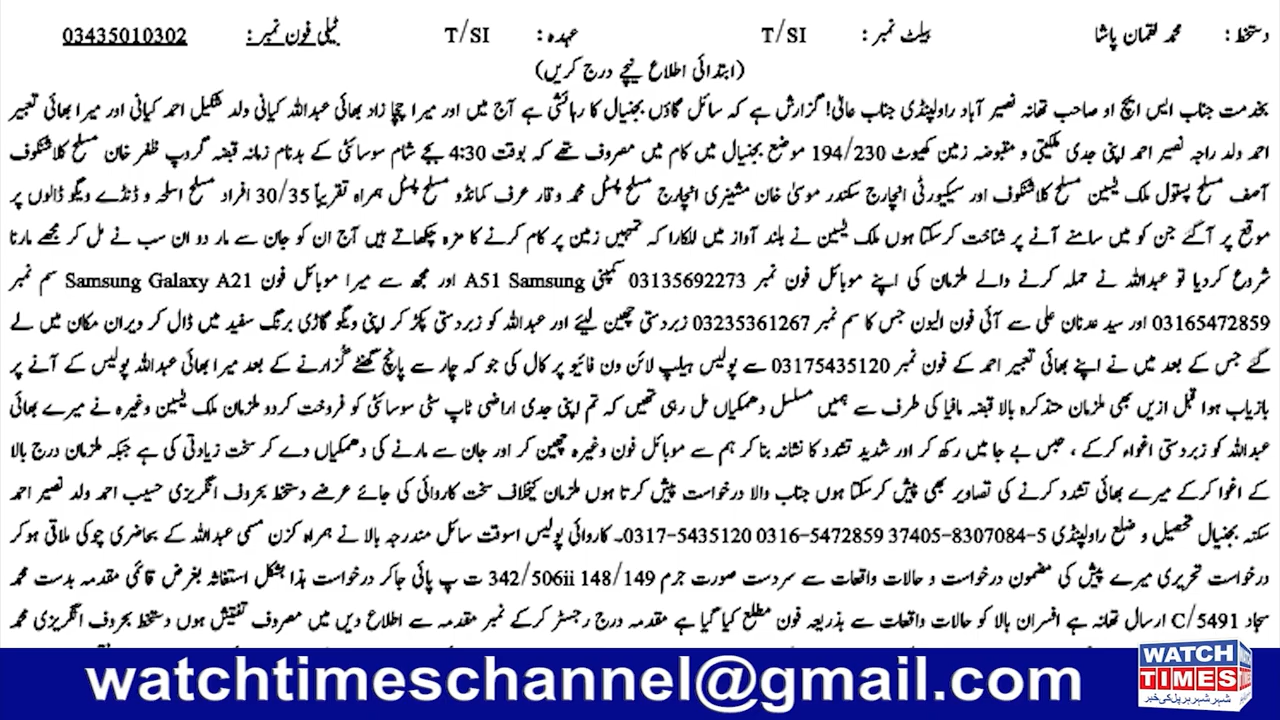 دستخط : محمد لقمان پاشا بیلٹ نمبر : T/SI عہدہ : T/SI ٹیلی فون نمبر : 03435010302
(ابتدائی اطلاع نیچے درج کریں)
بخدمت جناب ایس ایچ او صاحب تھانہ نصیر آباد راولپنڈی جناب عالی! گزارش ہے کہ سائل گاؤں بجنیال کا رہائشی ہے آج میں اور میرا چچا زاد بھائی عبداللہ کیانی ولد شکیل احمد کیانی اور میرا بھائی تعبیر
احمد ولد راجہ نصیر احمد اپنی جدی ملکیتی و مقبوضہ زمین کھیوٹ 194/230 موضع بجنیال میں کام میں مصروف تھے کہ بوقت 4:30 بجے شام سوسائٹی کے بدنام زمانہ قبضہ گروپ ظفر خان مسلح کلاشنکوف
آصف مسلح پستول ملک یٰسین مسلح کلاشنکوف اور سیکیورٹی انچارج سکندر موسیٰ خان مشینری انچارج مسلح پسٹل محمد وقار عرف کمانڈو مسلح پسٹل ہمراہ تقریباً 30/35 افراد مسلح اسلحہ و ڈنڈے ویگو ڈالوں پر
موقع پر آگئے جن کو میں سامنے آنے پر شناخت کرسکتا ہوں ملک یٰسین نے بلند آواز میں للکارا کہ تمہیں زمین پر کام کرنے کا مزہ چکھاتے ہیں آج ان کو جان سے مار دو ان سب نے مل کر مجھے مارنا
شروع کردیا تو عبداللہ نے حملہ کرنے والے ملزمان کی اپنے موبائل فون نمبر 03135692273 کمپنی A51 Samsung اور مجھ سے میرا موبائل فون Samsung Galaxy A21 سم نمبر
03165472859 اور سید عدنان علی سے آئی فون الیون جس کا سم نمبر 03235361267 زبردستی چھین لیئے اور عبداللہ کو زبردستی پکڑ کر اپنی ویگو گاڑی برنگ سفید میں ڈال کر ویران مکان میں لے
گئے جس کے بعد میں نے اپنے بھائی تعبیر احمد کے فون نمبر 03175435120 سے پولیس ہیلپ لائن ون فائیو پر کال کی جو کہ چار سے پانچ گھنٹے گزارنے کے بعد میرا بھائی عبداللہ پولیس کے آنے پر
بازیاب ہوا قبل ازیں بھی ملزمان متذکرہ بالا قبضہ مافیا کی طرف سے ہمیں مسلسل دھمکیاں مل رہی تھیں کہ تم اپنی جدی اراضی ٹاپ سٹی سوسائٹی کو فروخت کردو ملزمان ملک یٰسین وغیرہ نے میرے بھائی
عبداللہ کو زبردستی اغواء کرکے ، حبس بے جا میں رکھ کر اور شدید تشدد کا نشانہ بنا کر ہم سے موبائل فون وغیرہ چھین کر اور جان سے مارنے کی دھمکیاں دے کر سخت زیادتی کی ہے جبکہ ملزمان درج بالا
کے اغوا کرکے میرے بھائی تشدد کرنے کی تصاویر بھی پیش کرسکتا ہوں جناب والا درخواست پیش کرتا ہوں ملزمان کیخلاف سخت کاروائی کی جائے عرضے دستخط بحروف انگریزی حسیب احمد ولد نصیر احمد
سکنہ بجنیال تحصیل و ضلع راولپنڈی 5-8307084-37405 0316-5472859 0317-5435120۔ کاروائی پولیس اسوقت سائل مندرجہ بالا نے ہمراہ کزن مسمی عبداللہ کے بحاضری چوکی ملاقی ہوکر
درخواست تحریری میرے پیش کی مضمون درخواست و حالات واقعات سے سردست صورت جرم 342/506ii 148/149 ت پ پائی جاکر درخواست ہذا بشکل استغاثہ بغرض قائمی مقدمہ بدست محمد
سجاد C/5491 ارسال تھانہ ہے افسران بالا کو حالات واقعات سے بذریعہ فون مطلع کیا گیا ہے مقدمہ درج رجسٹر کرکے نمبر مقدمہ سے اطلاع دیں میں مصروف تفتیش ہوں دستخط بحروف انگریزی محمد
watchtimeschannel@gmail.com
WATCH
TIMES
شہر شہر ہر پل کی خبر